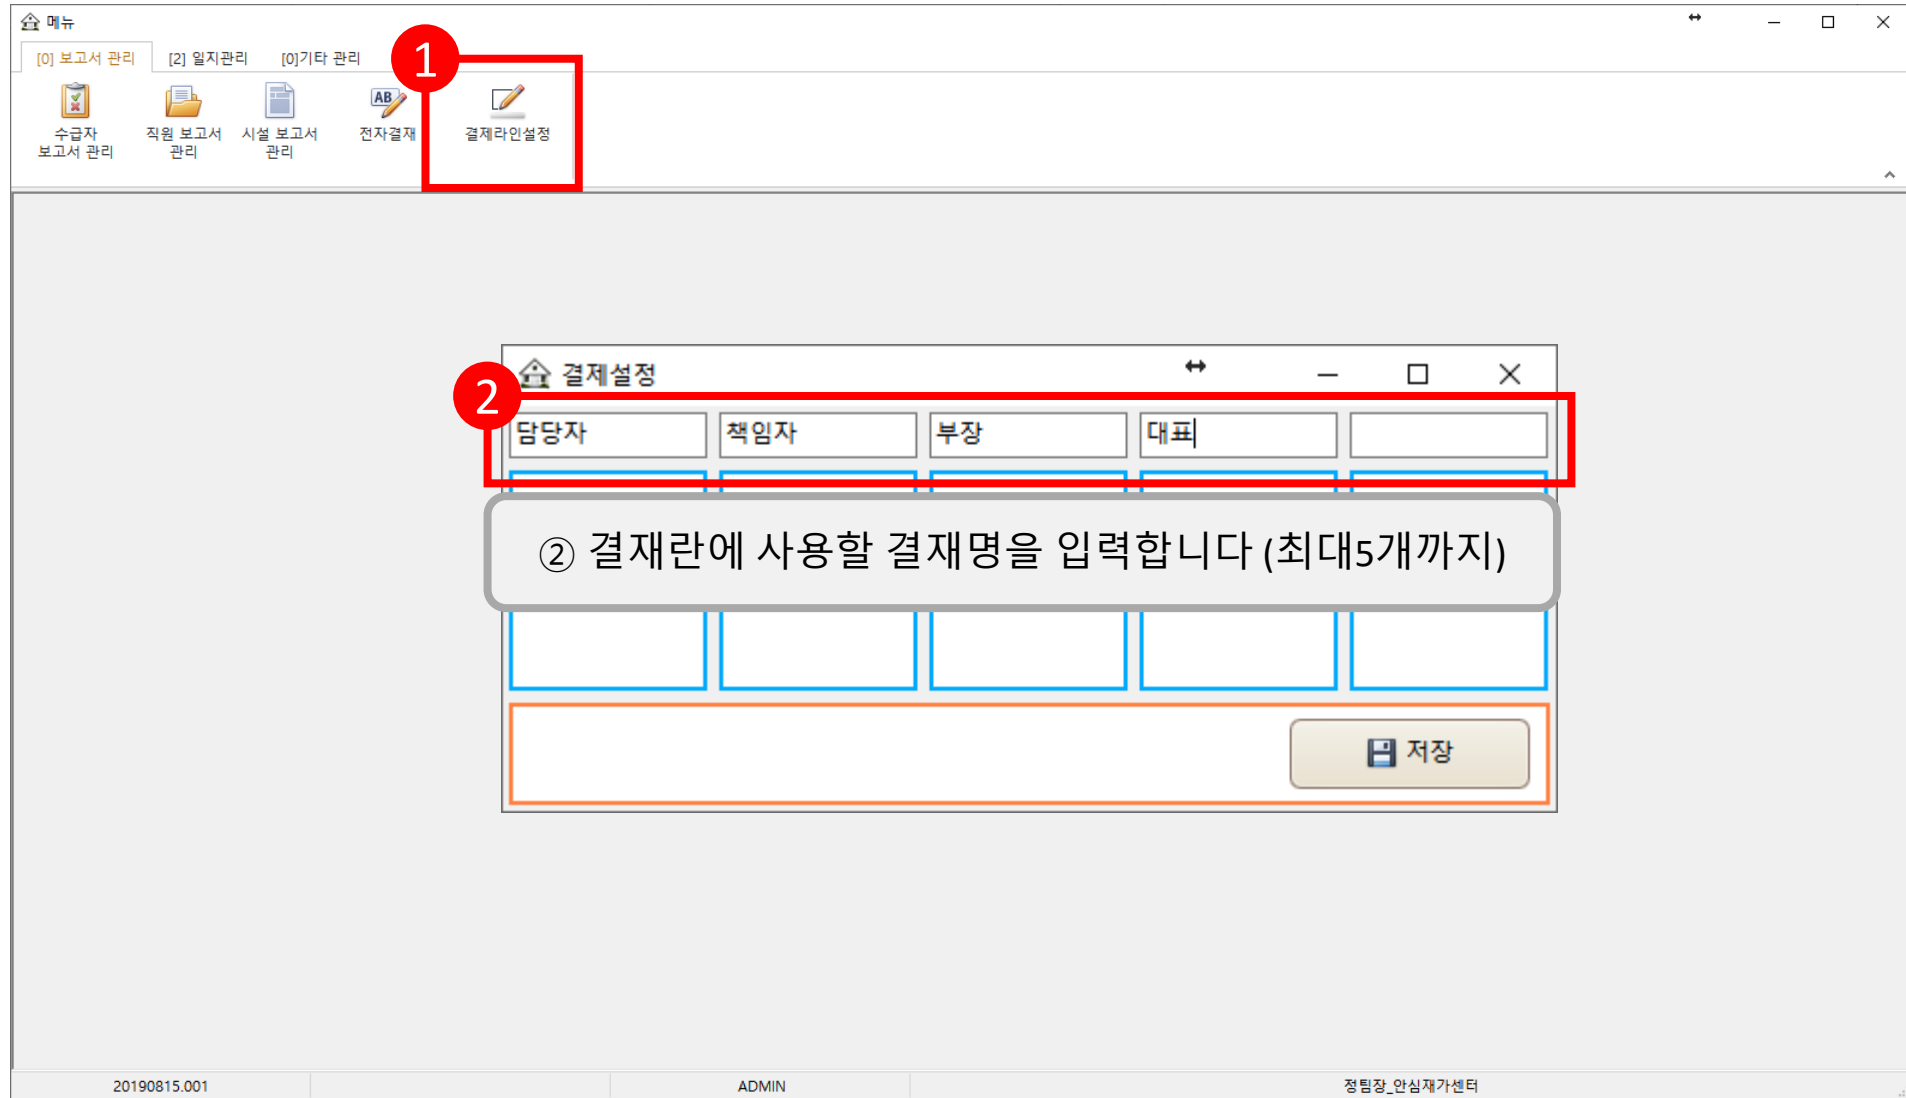 메뉴
[0] 보고서 관리 [2] 일지관리 [0]기타 관리
1
수급자 보고서 관리
직원 보고서 관리
시설 보고서 관리
AB
전자결재
결제라인설정
결제설정
2
담당자 책임자 부장 대표
② 결재란에 사용할 결재명을 입력합니다 (최대5개까지)
저장
20190815.001 ADMIN 정팀장_안심재가센터